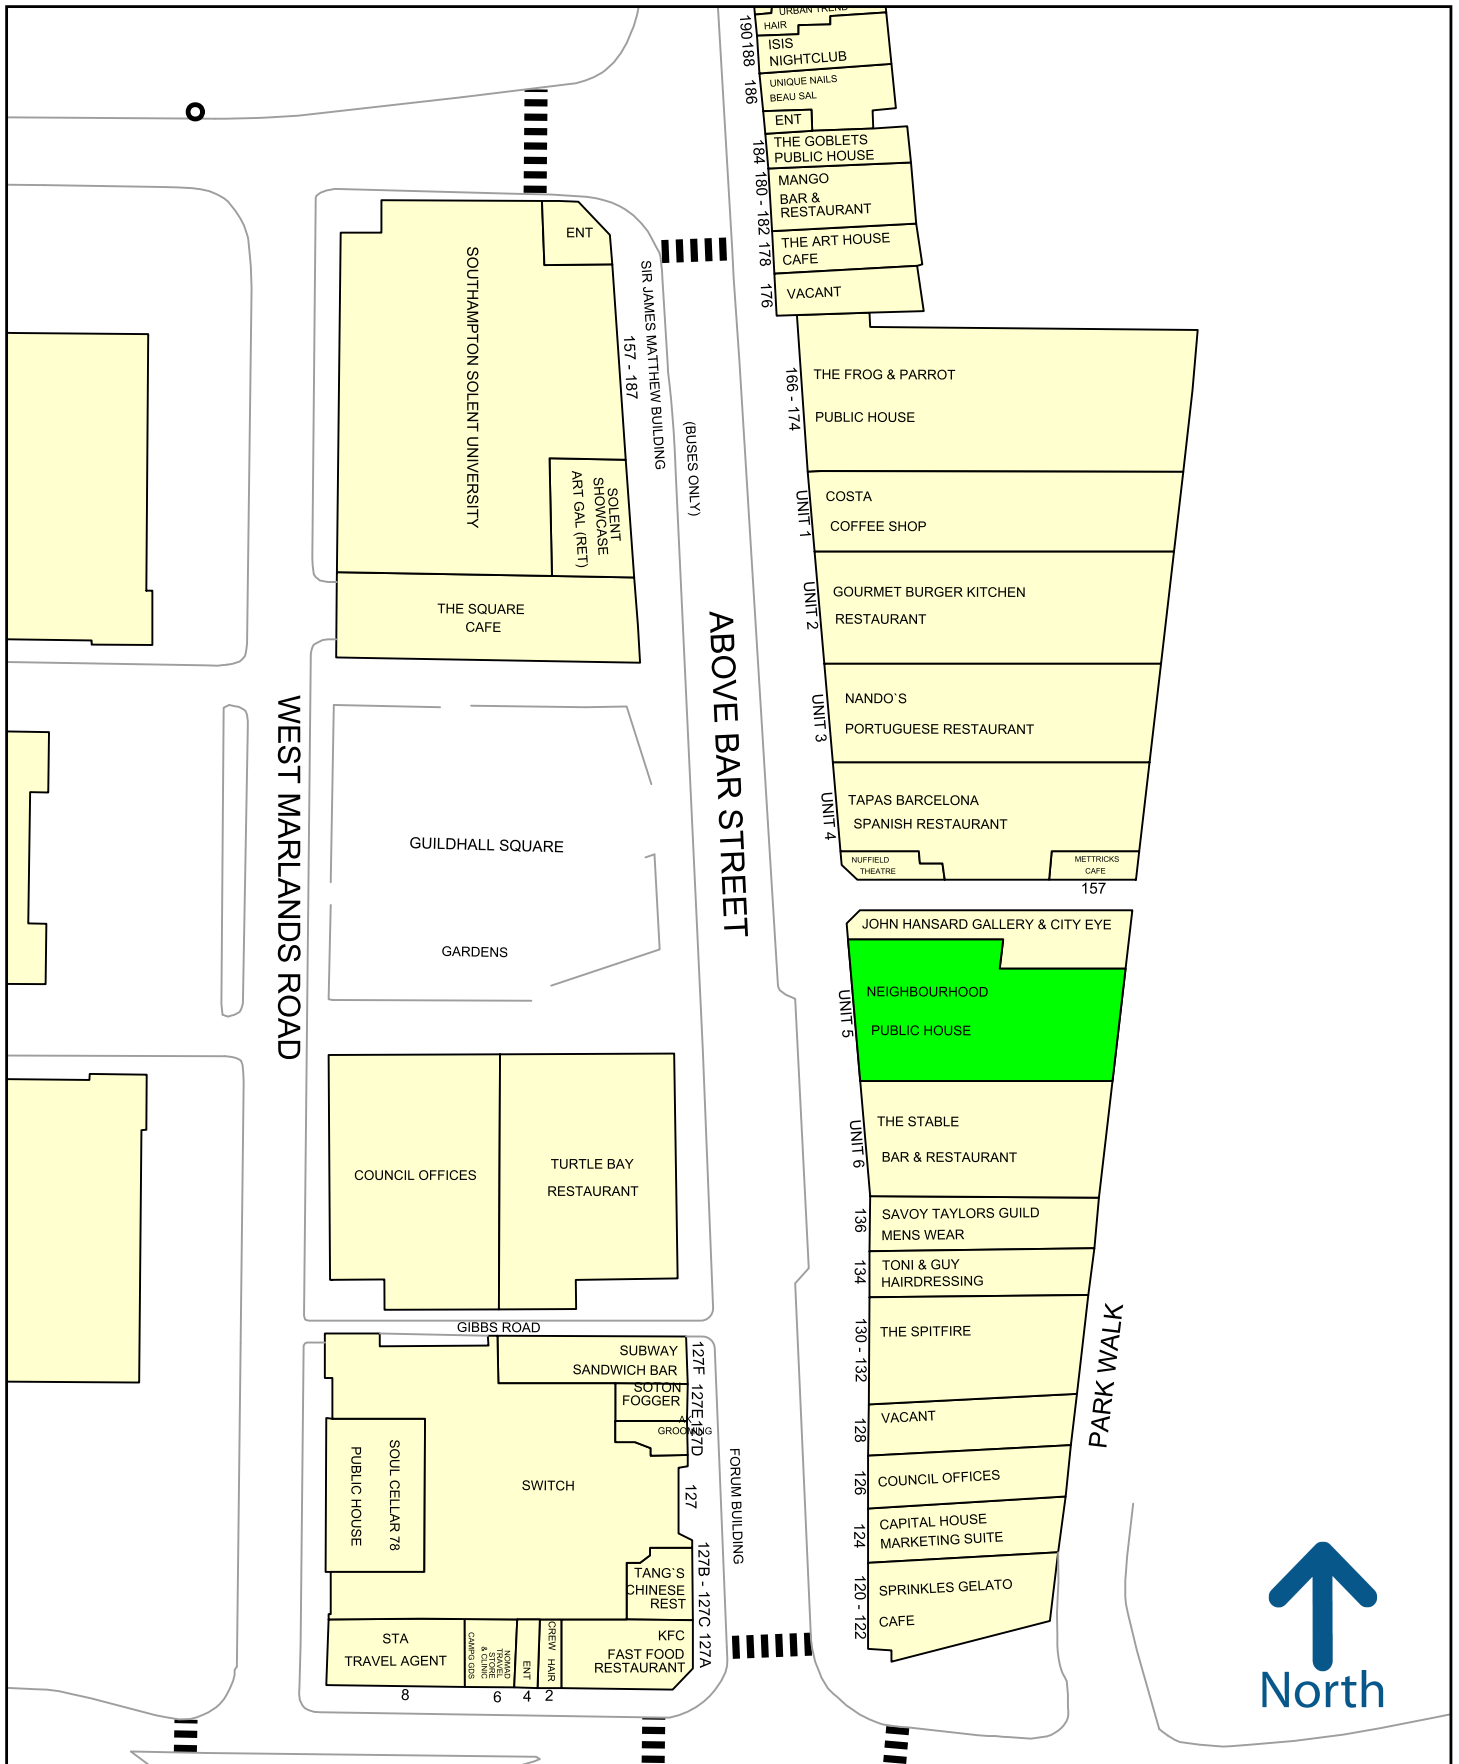 URBAN TREND
HAIR
190
188
ISIS
NIGHTCLUB
186
UNIQUE NAILS
BEAU SAL
ENT
184
THE GOBLETS
PUBLIC HOUSE
180 - 182
MANGO
BAR &
RESTAURANT
178
THE ART HOUSE
CAFE
176
VACANT
166 - 174
THE FROG & PARROT
PUBLIC HOUSE
UNIT 1
COSTA
COFFEE SHOP
UNIT 2
GOURMET BURGER KITCHEN
RESTAURANT
UNIT 3
NANDO`S
PORTUGUESE RESTAURANT
UNIT 4
TAPAS BARCELONA
SPANISH RESTAURANT
NUFFIELD
THEATRE
METTRICKS
CAFE
157
JOHN HANSARD GALLERY & CITY EYE
UNIT 5
NEIGHBOURHOOD
PUBLIC HOUSE
UNIT 6
THE STABLE
BAR & RESTAURANT
136
SAVOY TAYLORS GUILD
MENS WEAR
134
TONI & GUY
HAIRDRESSING
130 - 132
THE SPITFIRE
128
VACANT
126
COUNCIL OFFICES
124
CAPITAL HOUSE
MARKETING SUITE
120 - 122
SPRINKLES GELATO
CAFE
PARK WALK
North
ABOVE BAR STREET
(BUSES ONLY)
ENT
SOUTHAMPTON SOLENT UNIVERSITY
SIR JAMES MATTHEW BUILDING
157 - 187
SOLENT
SHOWCASE
ART GAL (RET)
THE SQUARE
CAFE
WEST MARLANDS ROAD
GUILDHALL SQUARE
GARDENS
COUNCIL OFFICES
TURTLE BAY
RESTAURANT
GIBBS ROAD
SUBWAY
SANDWICH BAR
127F
SOTON
FOGGER
127E
AK
GROOMING
127D
SWITCH
127
FORUM BUILDING
SOUL CELLAR 78
PUBLIC HOUSE
TANG`S
CHINESE
REST
127B - 127C
STA
TRAVEL AGENT
8
NOMAD
TRAVEL
STORE
& CLINIC
CAMPG GDS
6
ENT
4
CREW HAIR
2
KFC
FAST FOOD
RESTAURANT
127A